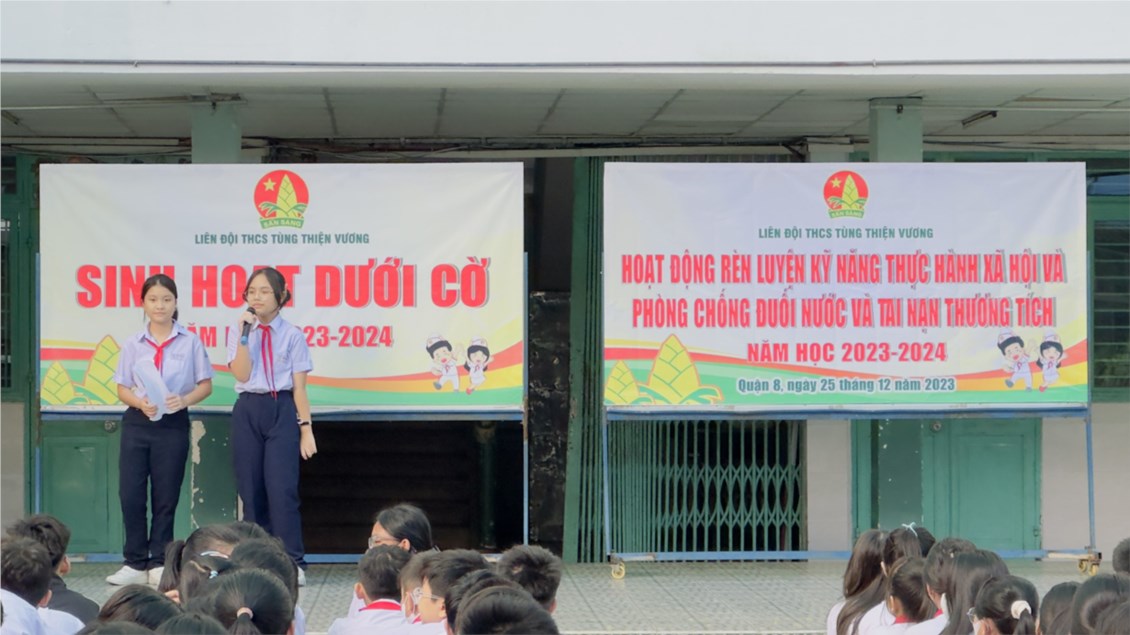 SẴN SÀNG
LIÊN ĐỘI THCS TÙNG THIỆN VƯƠNG
SINH HOẠT DƯỚI CỜ
2023-2024
SẴN SÀNG
LIÊN ĐỘI THCS TÙNG THIỆN VƯƠNG
HOẠT ĐỘNG RÈN LUYỆN KỸ NĂNG THỰC HÀNH XÃ HỘI VÀ
PHÒNG CHỐNG ĐUỐI NƯỚC VÀ TAI NẠN THƯƠNG TÍCH
NĂM HỌC 2023-2024
Quận 8, ngày 25 tháng 12 năm 2023